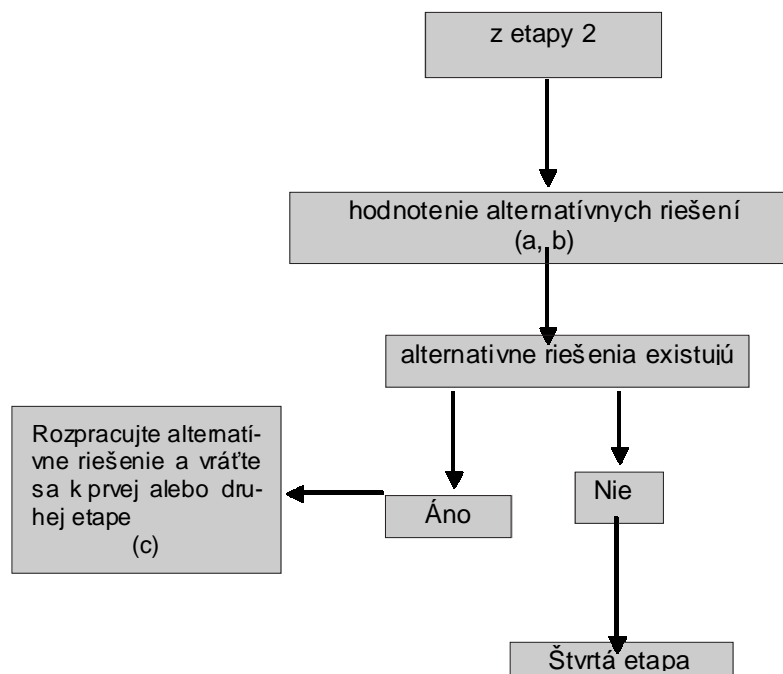 z etapy 2
hodnotenie alternatívnych riešení
(a, b)
alternativne riešenia existujú
Rozpracujte alternatí-
vne riešenie a vráťte
sa k prvej alebo dru-
hej etape
(c)
Áno
Nie
Štvrtá etapa